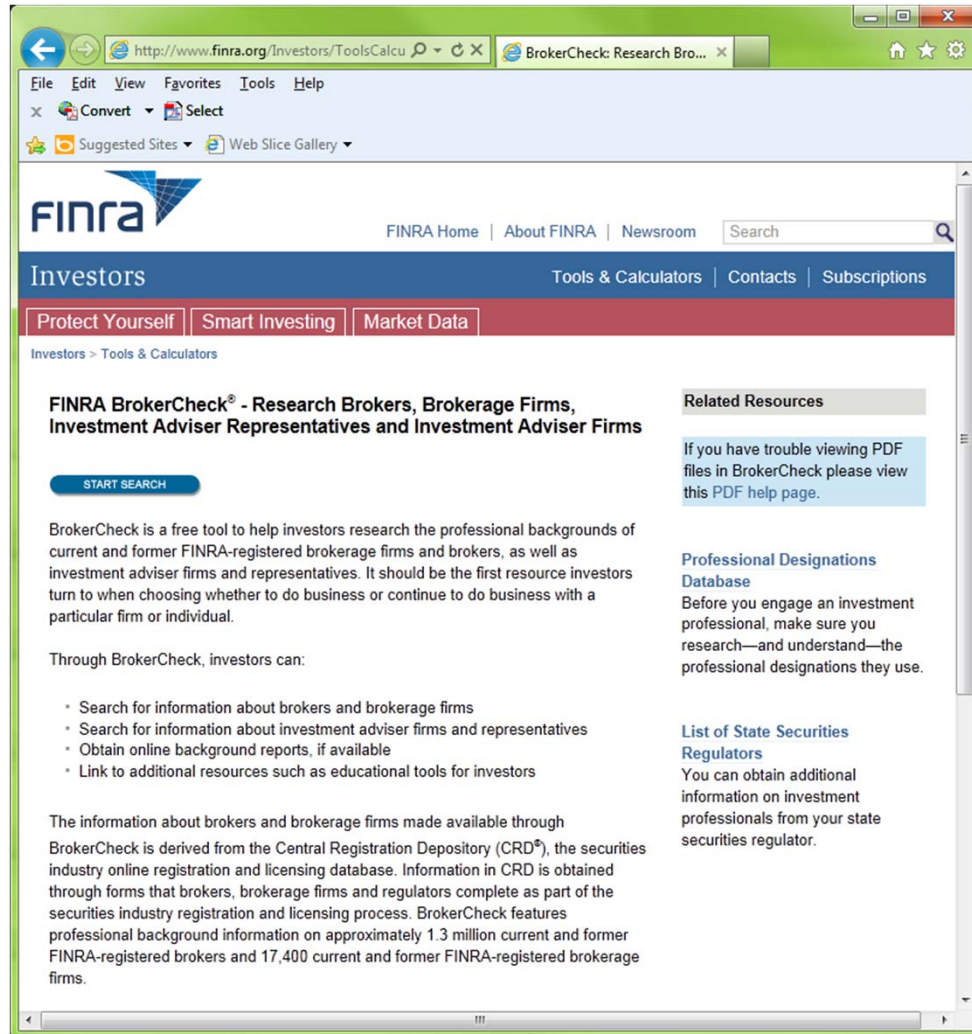 http://www.finra.org/Investors/ToolsCalcu
BrokerCheck: Research Bro...
File Edit View Favorites Tools Help
x Convert Select
Suggested Sites Web Slice Gallery
Finra
FINRA Home | About FINRA | Newsroom Search
Investors Tools & Calculators | Contacts | Subscriptions
Protect Yourself Smart Investing Market Data
Investors > Tools & Calculators
FINRA BrokerCheck® - Research Brokers, Brokerage Firms,
Investment Adviser Representatives and Investment Adviser Firms
START SEARCH
BrokerCheck is a free tool to help investors research the professional backgrounds of
current and former FINRA-registered brokerage firms and brokers, as well as
investment adviser firms and representatives. It should be the first resource investors
turn to when choosing whether to do business or continue to do business with a
particular firm or individual.
Through BrokerCheck, investors can:
Search for information about brokers and brokerage firms
Search for information about investment adviser firms and representatives
Obtain online background reports, if available
Link to additional resources such as educational tools for investors
The information about brokers and brokerage firms made available through
BrokerCheck is derived from the Central Registration Depository (CRD®), the securities
industry online registration and licensing database. Information in CRD is obtained
through forms that brokers, brokerage firms and regulators complete as part of the
securities industry registration and licensing process. BrokerCheck features
professional background information on approximately 1.3 million current and former
FINRA-registered brokers and 17,400 current and former FINRA-registered brokerage
firms.
Related Resources
If you have trouble viewing PDF
files in BrokerCheck please view
this PDF help page.
Professional Designations
Database
Before you engage an investment
professional, make sure you
research—and understand—the
professional designations they use.
List of State Securities
Regulators
You can obtain additional
information on investment
professionals from your state
securities regulator.